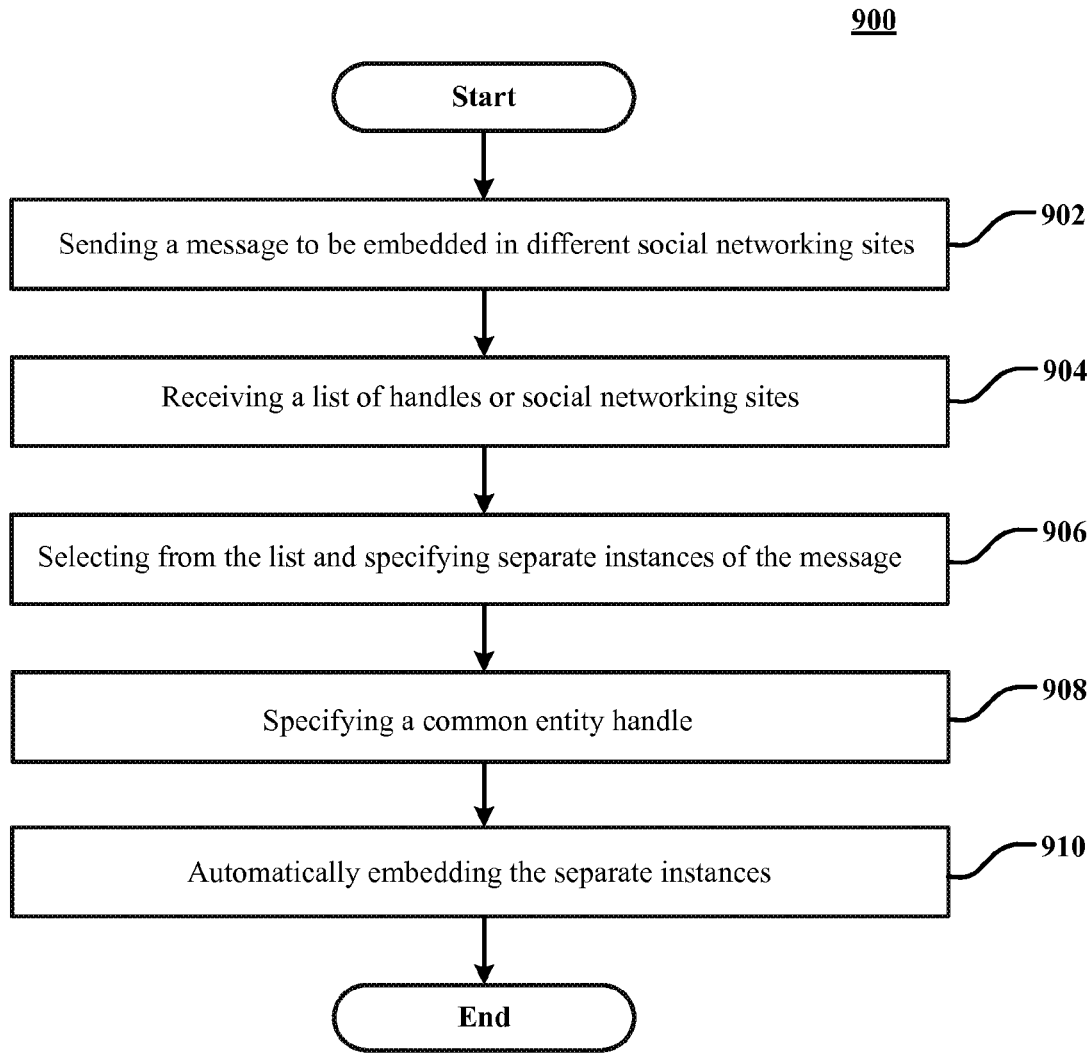 900
Start
Sending a message to be embedded in different social networking sites
902
Receiving a list of handles or social networking sites
904
Selecting from the list and specifying separate instances of the message
906
Specifying a common entity handle
908
Automatically embedding the separate instances
910
End